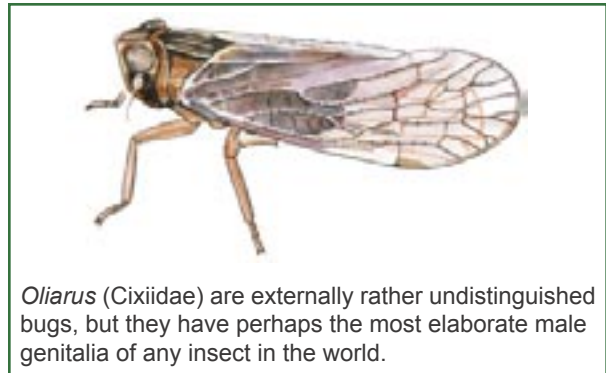 Oliarus (Cixiidae) are externally rather undistinguished
bugs, but they have perhaps the most elaborate male
genitalia of any insect in the world.